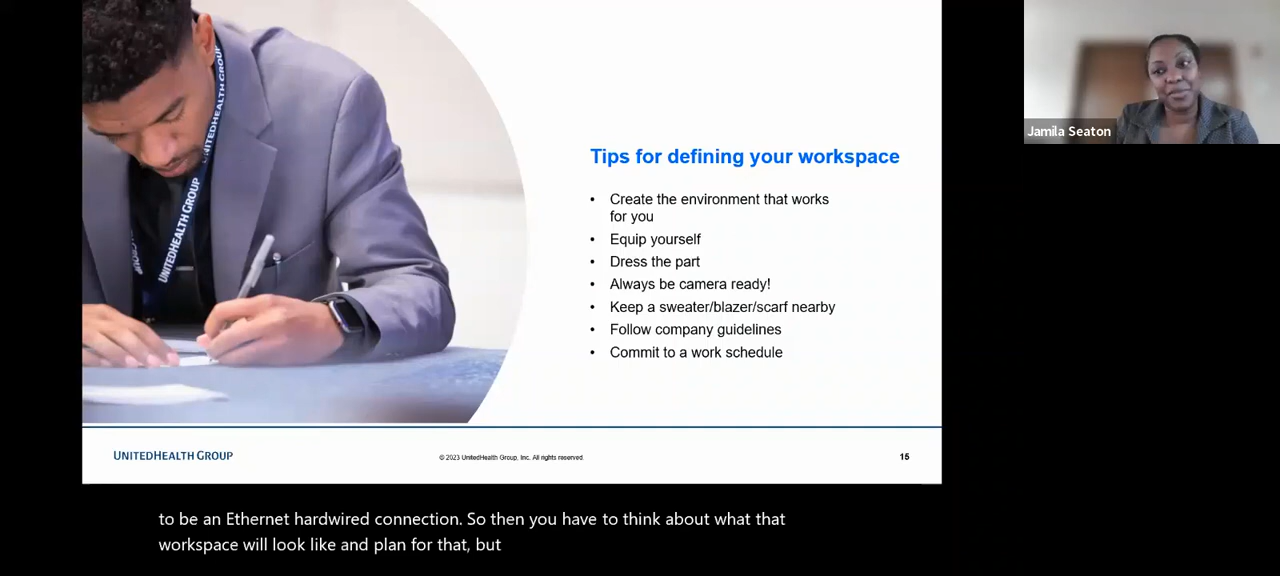 UNITEDHEALTH GROUP
UNITEDHEALTH GROUP
Jamila Seaton
Tips for defining your workspace
• Create the environment that works
for you
• Equip yourself
• Dress the part
• Always be camera ready!
• Keep a sweater/blazer/scarf nearby
• Follow company guidelines
• Commit to a work schedule
UNITEDHEALTH GROUP
© 2023 UnitedHealth Group, Inc. All rights reserved.
15
to be an Ethernet hardwired connection. So then you have to think about what that
workspace will look like and plan for that, but